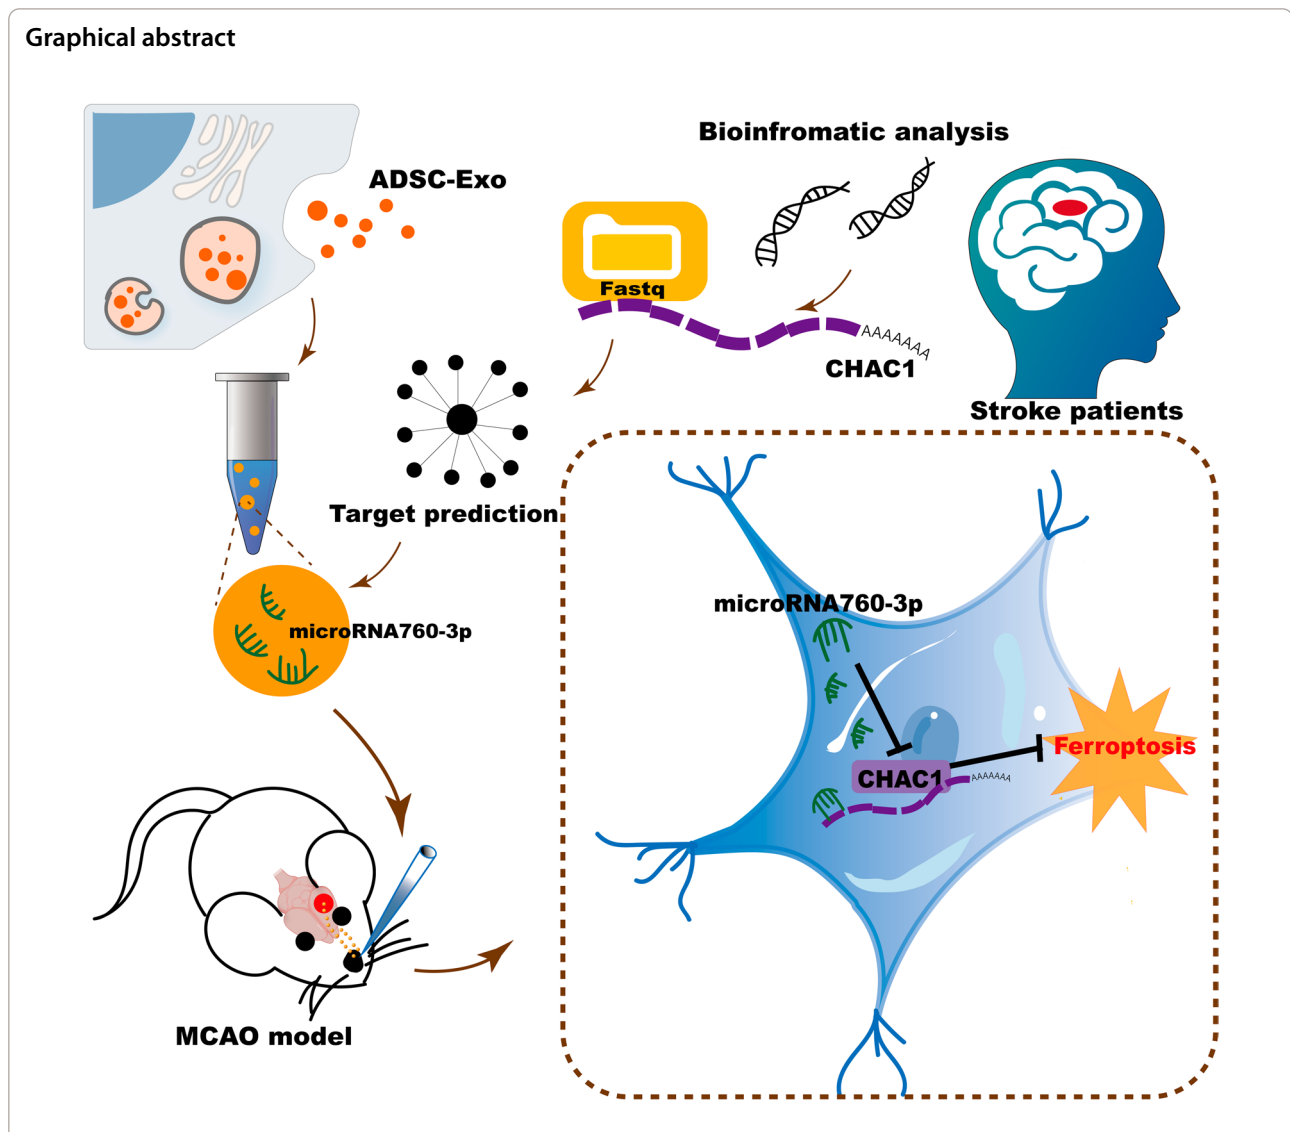 Graphical abstract
Bioinfromatic analysis
ADSC-Exo
Fastq
AAAAAAA
CHAC1
Stroke patients
Target prediction
microRNA760-3p
microRNA760-3p
Ferroptosis
CHAC1
AAAAAAA
MCAO model